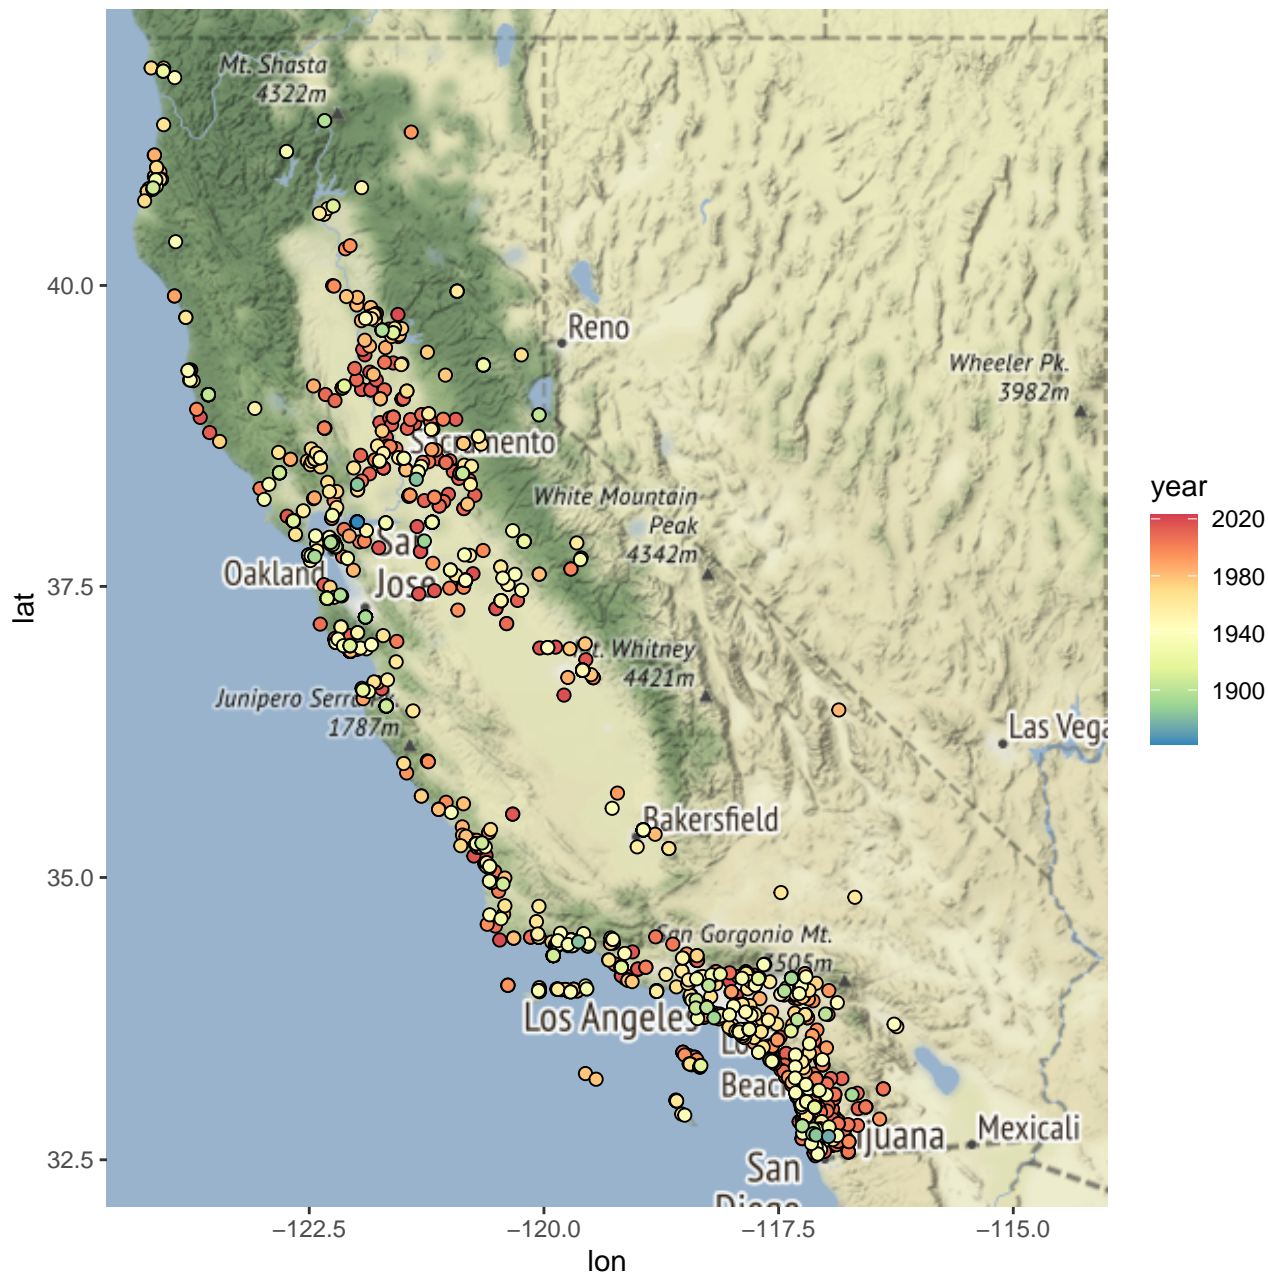 Mt. Shasta
4322m
40.0
Reno
Wheeler Pk.
3982m
Sacramento
year
2020
1980
1940
1900
White Mountain
Peak
4342m
San
Jose
Oakland
37.5
lat
Mt. Whitney
4421m
Junipero Serra
1787m
Las Vega
Bakersfield
35.0
San Gorgonio Mt.
3505m
Los Angeles
Beach
Tijuana
Mexicali
32.5
San
Diego
−122.5
−120.0
−117.5
−115.0
lon